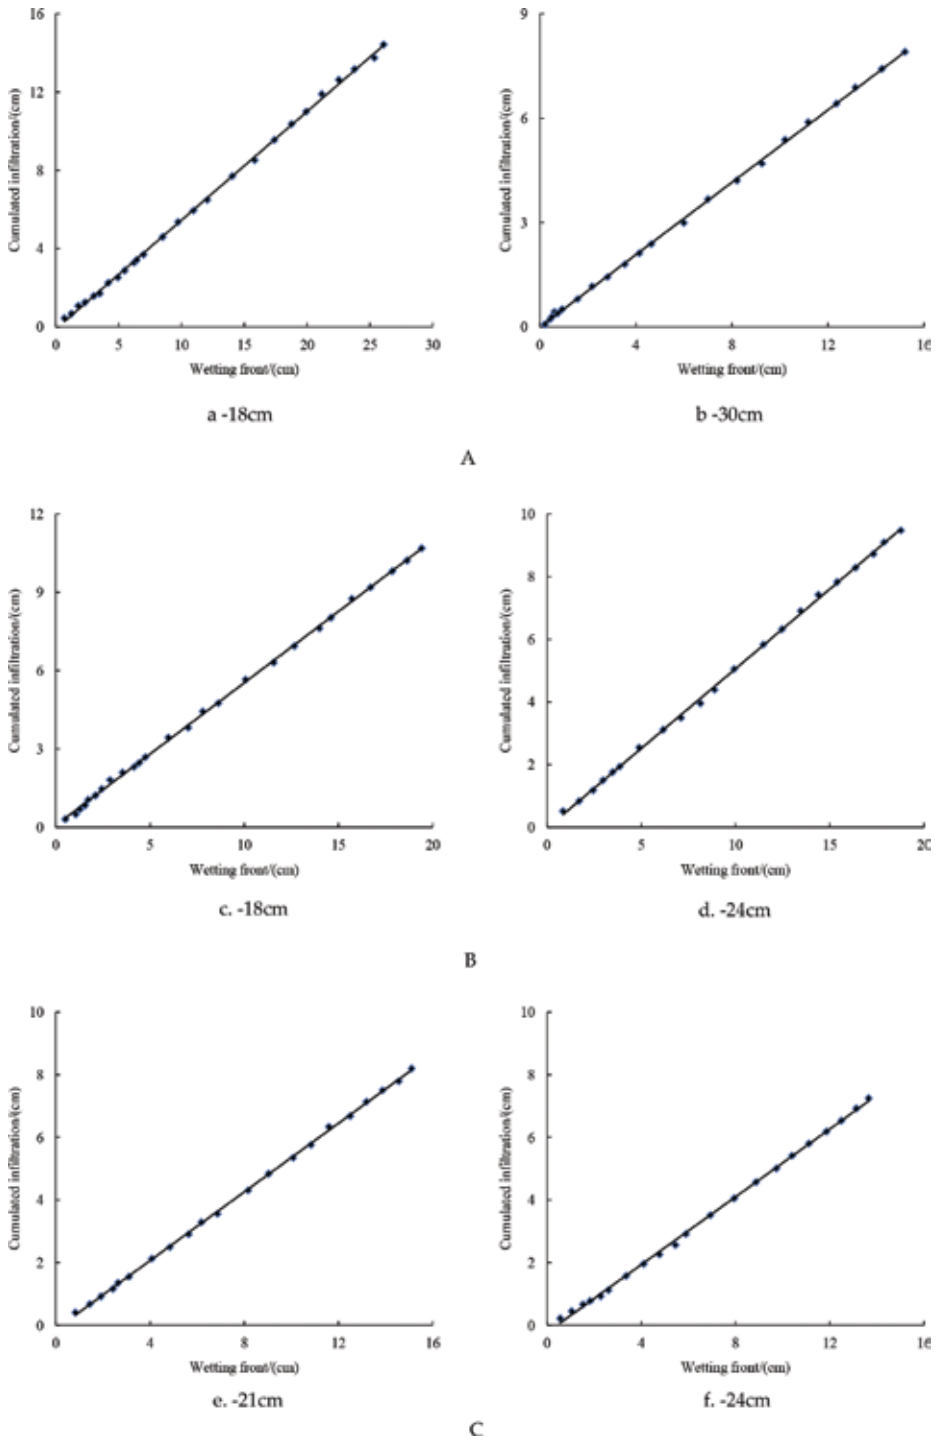 16
12
8
4
0
Cumulated infiltration/(cm)
0 5 10 15 20 25 30
Wetting front/(cm)
a -18cm
9
6
3
0
Cumulated infiltration/(cm)
0 4 8 12 16
Wetting front/(cm)
b -30cm
A
12
9
6
3
0
Cumulated infiltration/(cm)
0 5 10 15 20
Wetting front/(cm)
c. -18cm
10
8
6
4
2
0
Cumulated infiltration/(cm)
0 5 10 15 20
Wetting front/(cm)
d. -24cm
B
10
8
6
4
2
0
Cumulated infiltration/(cm)
0 4 8 12 16
Wetting front/(cm)
e. -21cm
10
8
6
4
2
0
Cumulated infiltration/(cm)
0 4 8 12 16
Wetting front/(cm)
f. -24cm
C